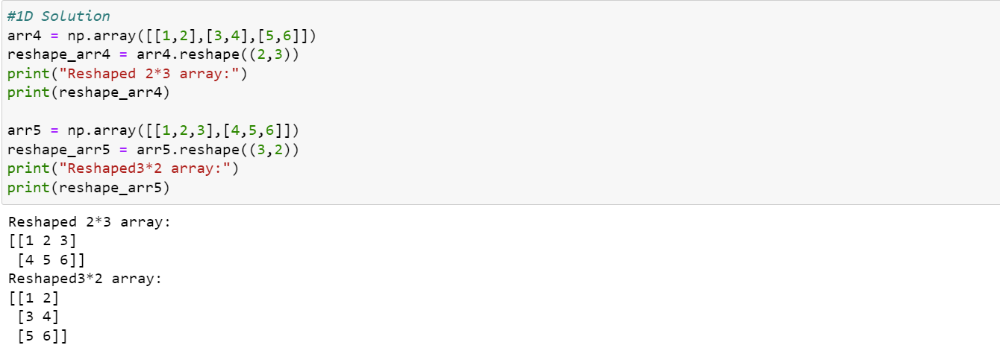 #1D Solution
arr4 = np.array([[1,2],[3,4],[5,6]])
reshape_arr4 = arr4.reshape((2,3))
print("Reshaped 2*3 array:")
print(reshape_arr4)
arr5 = np.array([[1,2,3],[4,5,6]])
reshape_arr5 = arr5.reshape((3,2))
print("Reshaped3*2 array:")
print(reshape_arr5)
Reshaped 2*3 array:
[[1 2 3]
 [4 5 6]]
Reshaped3*2 array:
[[1 2]
 [3 4]
 [5 6]]